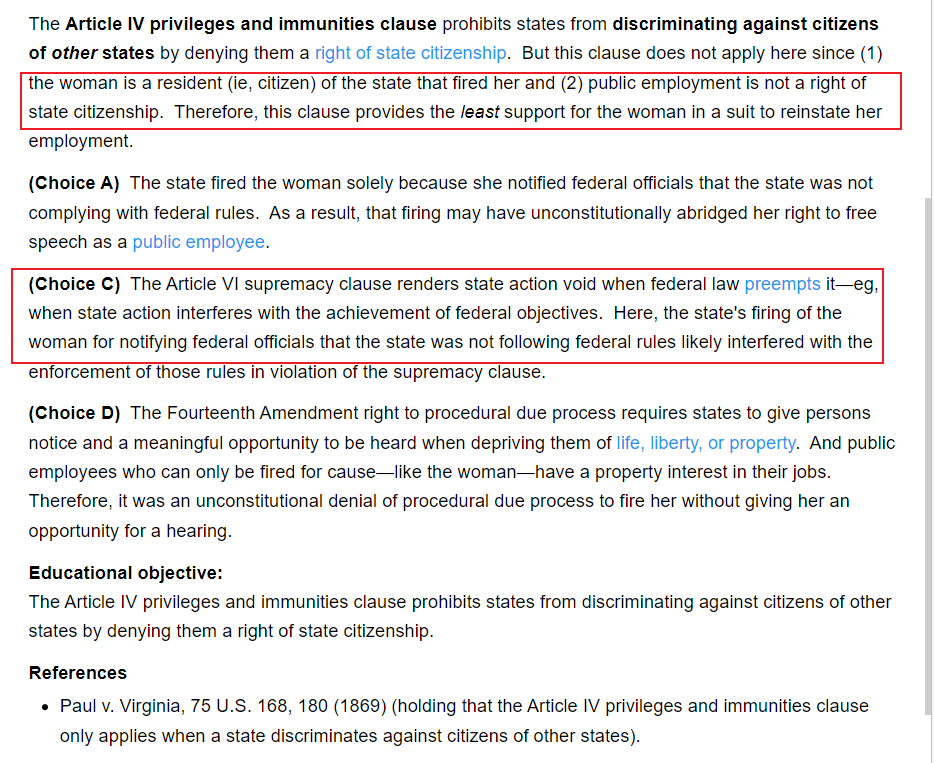 The Article IV privileges and immunities clause prohibits states from discriminating against citizens
of other states by denying them a right of state citizenship.  But this clause does not apply here since (1)
the woman is a resident (ie, citizen) of the state that fired her and (2) public employment is not a right of
state citizenship.  Therefore, this clause provides the least support for the woman in a suit to reinstate her
employment.
(Choice A)  The state fired the woman solely because she notified federal officials that the state was not
complying with federal rules.  As a result, that firing may have unconstitutionally abridged her right to free
speech as a public employee.
(Choice C)  The Article VI supremacy clause renders state action void when federal law preempts it—eg,
when state action interferes with the achievement of federal objectives.  Here, the state's firing of the
woman for notifying federal officials that the state was not following federal rules likely interfered with the
enforcement of those rules in violation of the supremacy clause.
(Choice D)  The Fourteenth Amendment right to procedural due process requires states to give persons
notice and a meaningful opportunity to be heard when depriving them of life, liberty, or property.  And public
employees who can only be fired for cause—like the woman—have a property interest in their jobs.
Therefore, it was an unconstitutional denial of procedural due process to fire her without giving her an
opportunity for a hearing.
Educational objective:
The Article IV privileges and immunities clause prohibits states from discriminating against citizens of other
states by denying them a right of state citizenship.
References
• Paul v. Virginia, 75 U.S. 168, 180 (1869) (holding that the Article IV privileges and immunities clause
only applies when a state discriminates against citizens of other states).